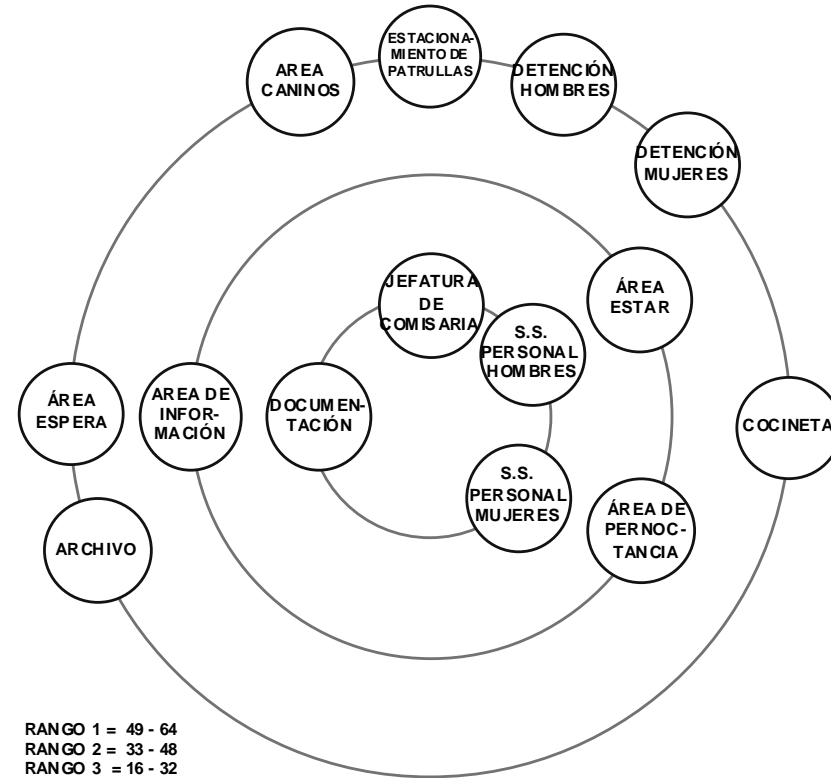 ESTACIONA-
MIENTO DE
PATRULLAS
AREA
CANINOS
DETENCIÓN
HOMBRES
DETENCIÓN
MUJERES
JEFATURA
DE
COMISARIA
ÁREA
ESTAR
S.S.
PERSONAL
HOMBRES
ÁREA
ESPERA
AREA DE
INFOR-
MACIÓN
DOCUMEN-
TACIÓN
COCINETA
S.S.
PERSONAL
MUJERES
ÁREA DE
PERNOC-
TANCIA
ARCHIVO
RANGO 1 = 49 - 64
RANGO 2 = 33 - 48
RANGO 3 = 16 - 32